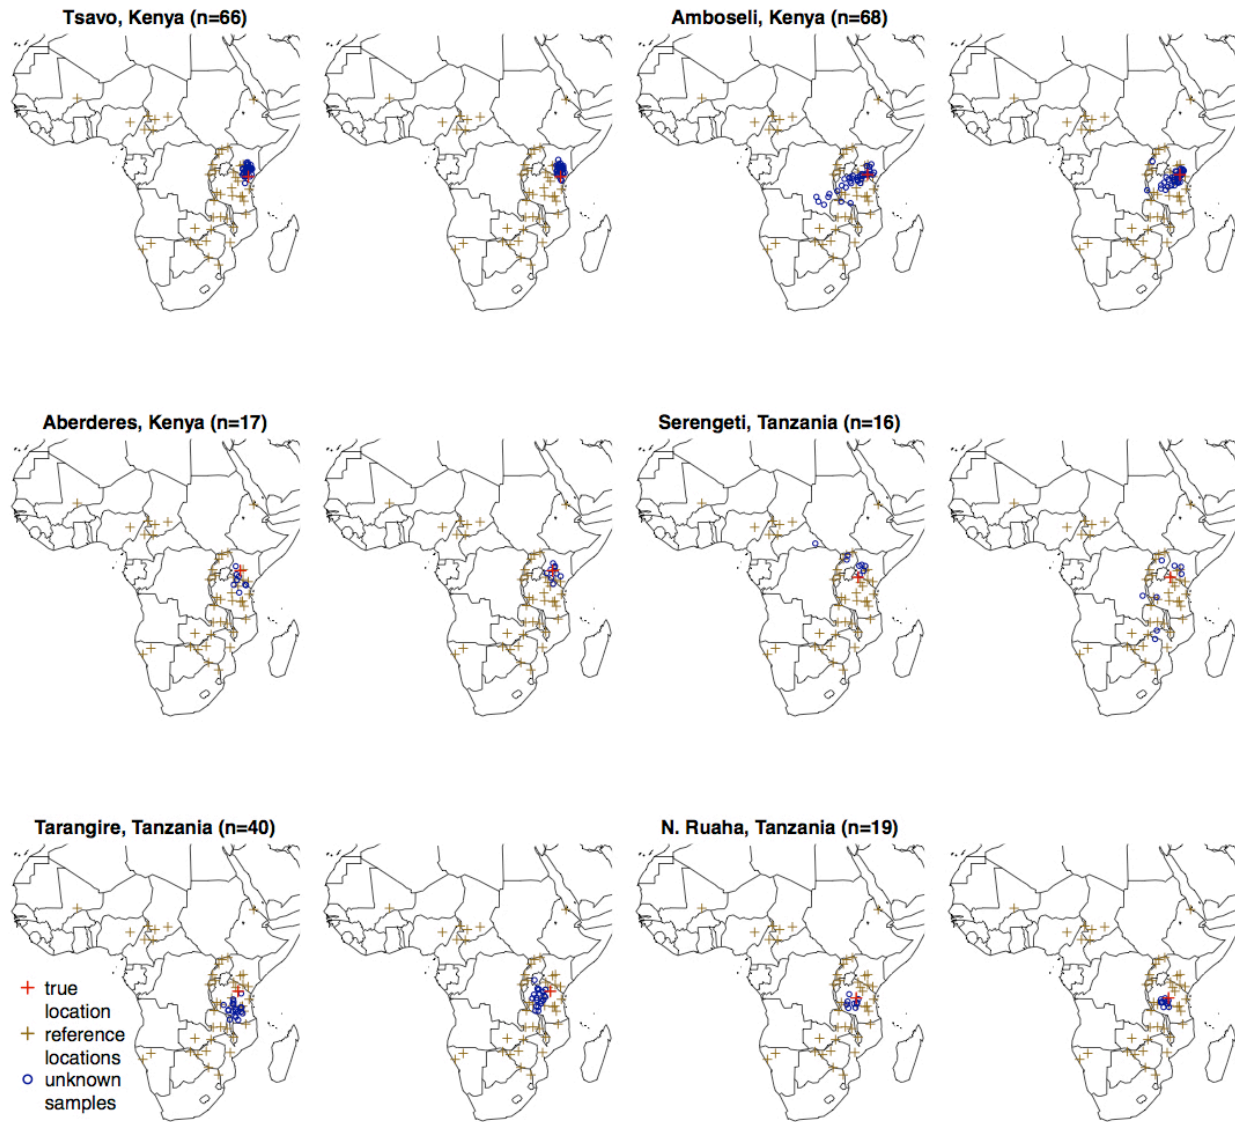 Tsavo, Kenya (n=66)
Amboseli, Kenya (n=68)
Aberderes, Kenya (n=17)
Serengeti, Tanzania (n=16)
Tarangire, Tanzania (n=40)
N. Ruaha, Tanzania (n=19)
true
location
reference
locations
unknown
samples